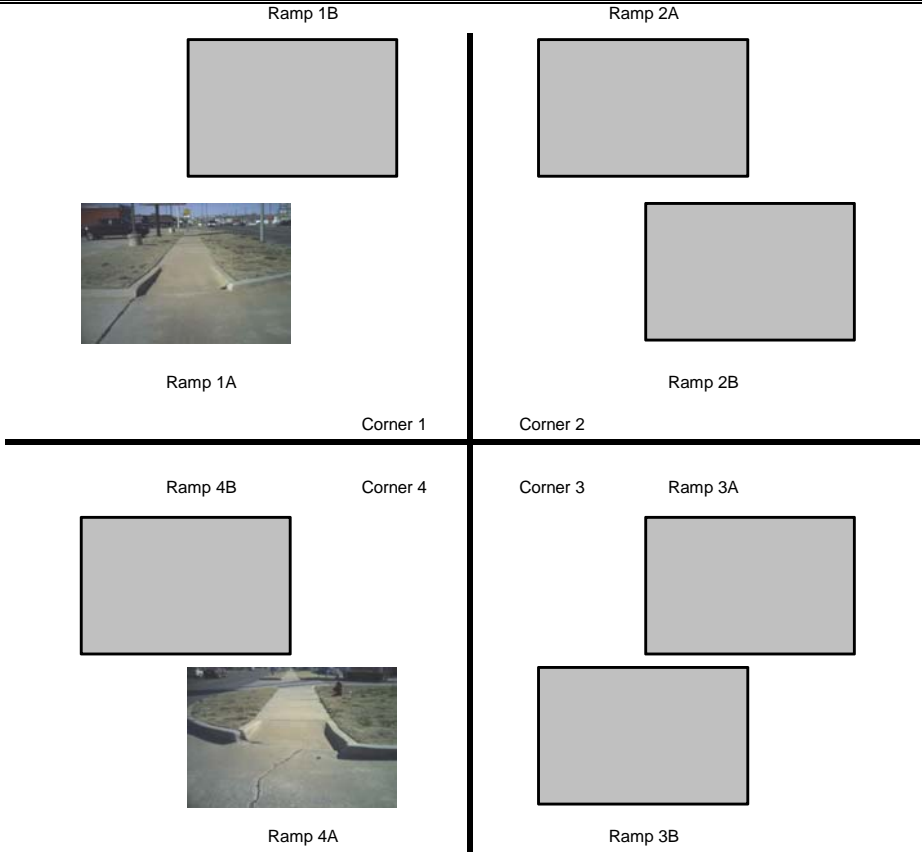 Ramp 1B
Ramp 2A
Ramp 1A
Ramp 2B
Corner 1
Corner 2
Ramp 4B
Corner 4
Corner 3
Ramp 3A
Ramp 4A
Ramp 3B